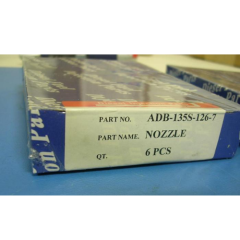 PART NO. ADB-135S-126-7
PART NAME. NOZZLE
QT. 6 PCS